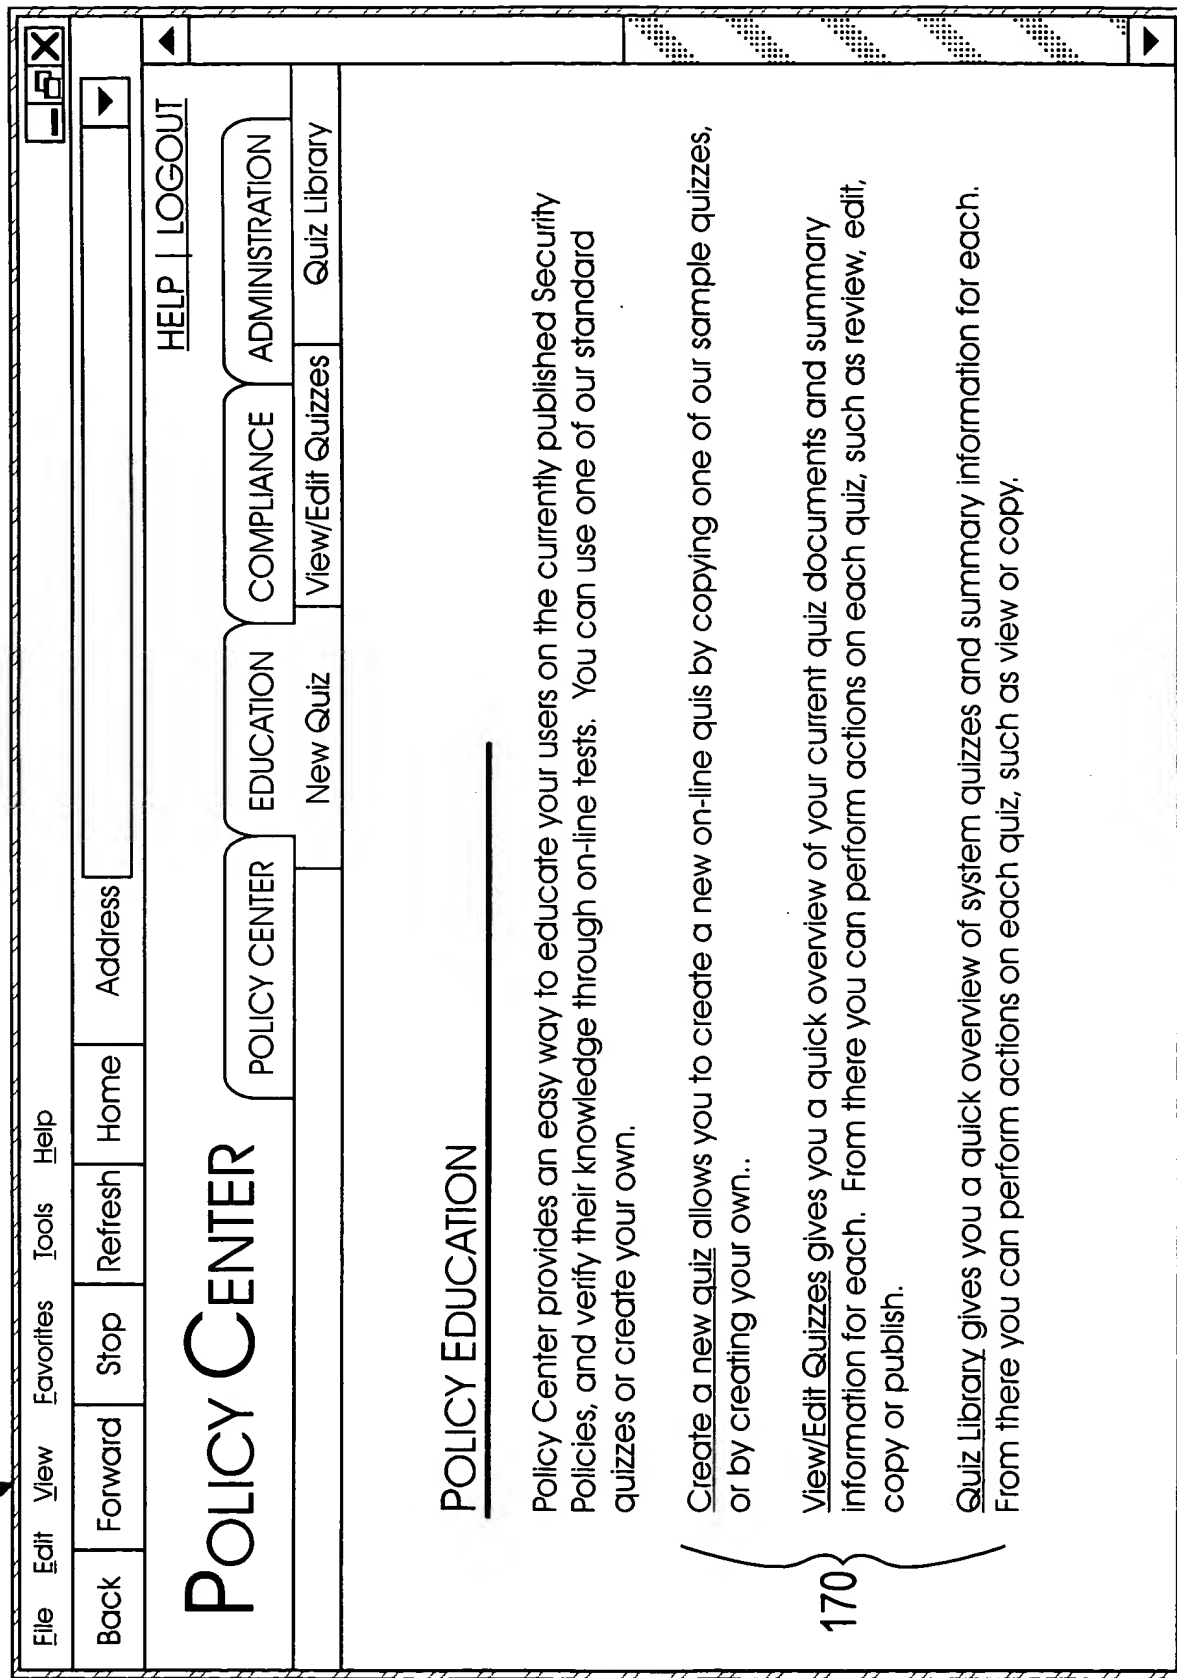 File Edit View Favorites Tools Help
Back Forward Stop Refresh Home Address
HELP | LOGOUT
POLICY CENTER
POLICY CENTER EDUCATION COMPLIANCE ADMINISTRATION
New Quiz View/Edit Quizzes Quiz Library
POLICY EDUCATION
Policy Center provides an easy way to educate your users on the currently published Security
Policies, and verify their knowledge through on-line tests. You can use one of our standard
quizzes or create your own.
Create a new quiz allows you to create a new on-line quis by copying one of our sample quizzes,
or by creating your own..
View/Edit Quizzes gives you a quick overview of your current quiz documents and summary
information for each. From there you can perform actions on each quiz, such as review, edit,
copy or publish.
Quiz Library gives you a quick overview of system quizzes and summary information for each.
From there you can perform actions on each quiz, such as view or copy.
170